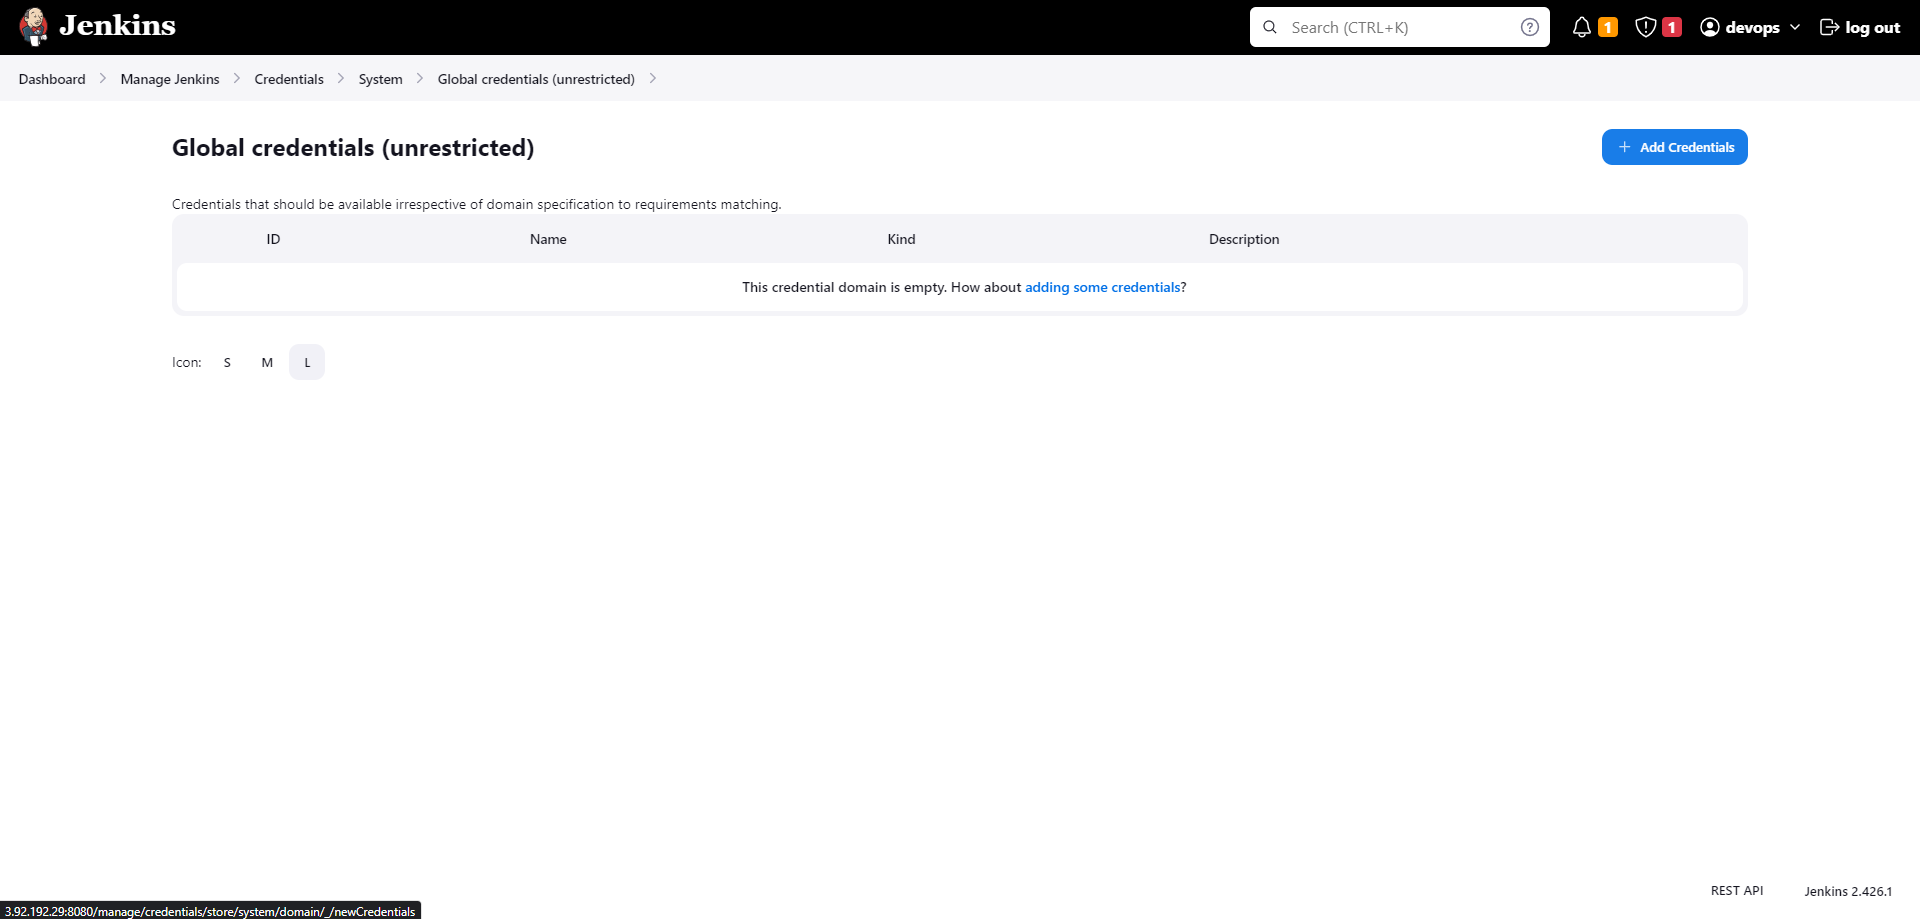 Jenkins
Search (CTRL+K)
1
1
devops
log out
Dashboard
Manage Jenkins
Credentials
System
Global credentials (unrestricted)
Global credentials (unrestricted)
+ Add Credentials
Credentials that should be available irrespective of domain specification to requirements matching.
ID Name Kind Description
This credential domain is empty. How about adding some credentials?
Icon: S M L
REST API Jenkins 2.426.1
3.92.192.29:8080/manage/credentials/store/system/domain/_/newCredentials